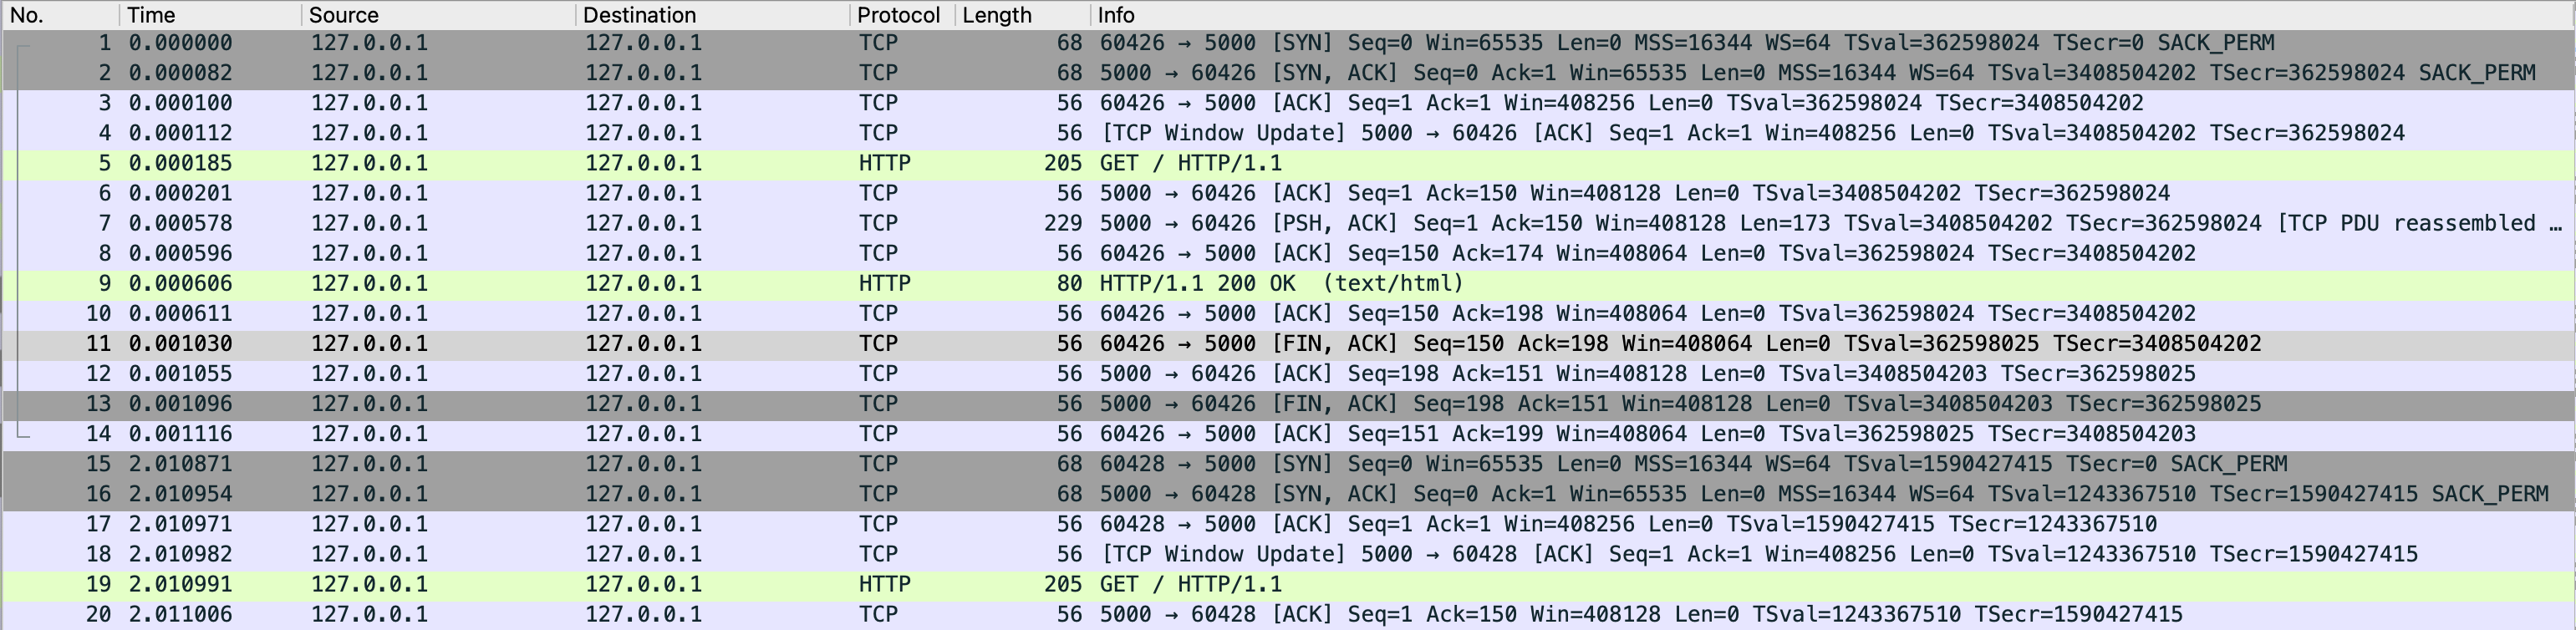 No. Time Source Destination Protocol Length Info
1 0.000000 127.0.0.1 127.0.0.1 TCP 68 60426 → 5000 [SYN] Seq=0 Win=65535 Len=0 MSS=16344 WS=64 TSval=362598024 TSecr=0 SACK_PERM
2 0.000082 127.0.0.1 127.0.0.1 TCP 68 5000 → 60426 [SYN, ACK] Seq=0 Ack=1 Win=65535 Len=0 MSS=16344 WS=64 TSval=3408504202 TSecr=362598024 SACK_PERM
3 0.000100 127.0.0.1 127.0.0.1 TCP 56 60426 → 5000 [ACK] Seq=1 Ack=1 Win=408256 Len=0 TSval=362598024 TSecr=3408504202
4 0.000112 127.0.0.1 127.0.0.1 TCP 56 [TCP Window Update] 5000 → 60426 [ACK] Seq=1 Ack=1 Win=408256 Len=0 TSval=3408504202 TSecr=362598024
5 0.000185 127.0.0.1 127.0.0.1 HTTP 205 GET / HTTP/1.1
6 0.000201 127.0.0.1 127.0.0.1 TCP 56 5000 → 60426 [ACK] Seq=1 Ack=150 Win=408128 Len=0 TSval=3408504202 TSecr=362598024
7 0.000578 127.0.0.1 127.0.0.1 TCP 229 5000 → 60426 [PSH, ACK] Seq=1 Ack=150 Win=408128 Len=173 TSval=3408504202 TSecr=362598024 [TCP PDU reassembled …
8 0.000596 127.0.0.1 127.0.0.1 TCP 56 60426 → 5000 [ACK] Seq=150 Ack=174 Win=408064 Len=0 TSval=362598024 TSecr=3408504202
9 0.000606 127.0.0.1 127.0.0.1 HTTP 80 HTTP/1.1 200 OK (text/html)
10 0.000611 127.0.0.1 127.0.0.1 TCP 56 60426 → 5000 [ACK] Seq=150 Ack=198 Win=408064 Len=0 TSval=362598024 TSecr=3408504202
11 0.001030 127.0.0.1 127.0.0.1 TCP 56 60426 → 5000 [FIN, ACK] Seq=150 Ack=198 Win=408064 Len=0 TSval=362598025 TSecr=3408504202
12 0.001055 127.0.0.1 127.0.0.1 TCP 56 5000 → 60426 [ACK] Seq=198 Ack=151 Win=408128 Len=0 TSval=3408504203 TSecr=362598025
13 0.001096 127.0.0.1 127.0.0.1 TCP 56 5000 → 60426 [FIN, ACK] Seq=198 Ack=151 Win=408128 Len=0 TSval=3408504203 TSecr=362598025
14 0.001116 127.0.0.1 127.0.0.1 TCP 56 60426 → 5000 [ACK] Seq=151 Ack=199 Win=408064 Len=0 TSval=362598025 TSecr=3408504203
15 2.010871 127.0.0.1 127.0.0.1 TCP 68 60428 → 5000 [SYN] Seq=0 Win=65535 Len=0 MSS=16344 WS=64 TSval=1590427415 TSecr=0 SACK_PERM
16 2.010954 127.0.0.1 127.0.0.1 TCP 68 5000 → 60428 [SYN, ACK] Seq=0 Ack=1 Win=65535 Len=0 MSS=16344 WS=64 TSval=1243367510 TSecr=1590427415 SACK_PERM
17 2.010971 127.0.0.1 127.0.0.1 TCP 56 60428 → 5000 [ACK] Seq=1 Ack=1 Win=408256 Len=0 TSval=1590427415 TSecr=1243367510
18 2.010982 127.0.0.1 127.0.0.1 TCP 56 [TCP Window Update] 5000 → 60428 [ACK] Seq=1 Ack=1 Win=408256 Len=0 TSval=1243367510 TSecr=1590427415
19 2.010991 127.0.0.1 127.0.0.1 HTTP 205 GET / HTTP/1.1
20 2.011006 127.0.0.1 127.0.0.1 TCP 56 5000 → 60428 [ACK] Seq=1 Ack=150 Win=408128 Len=0 TSval=1243367510 TSecr=1590427415